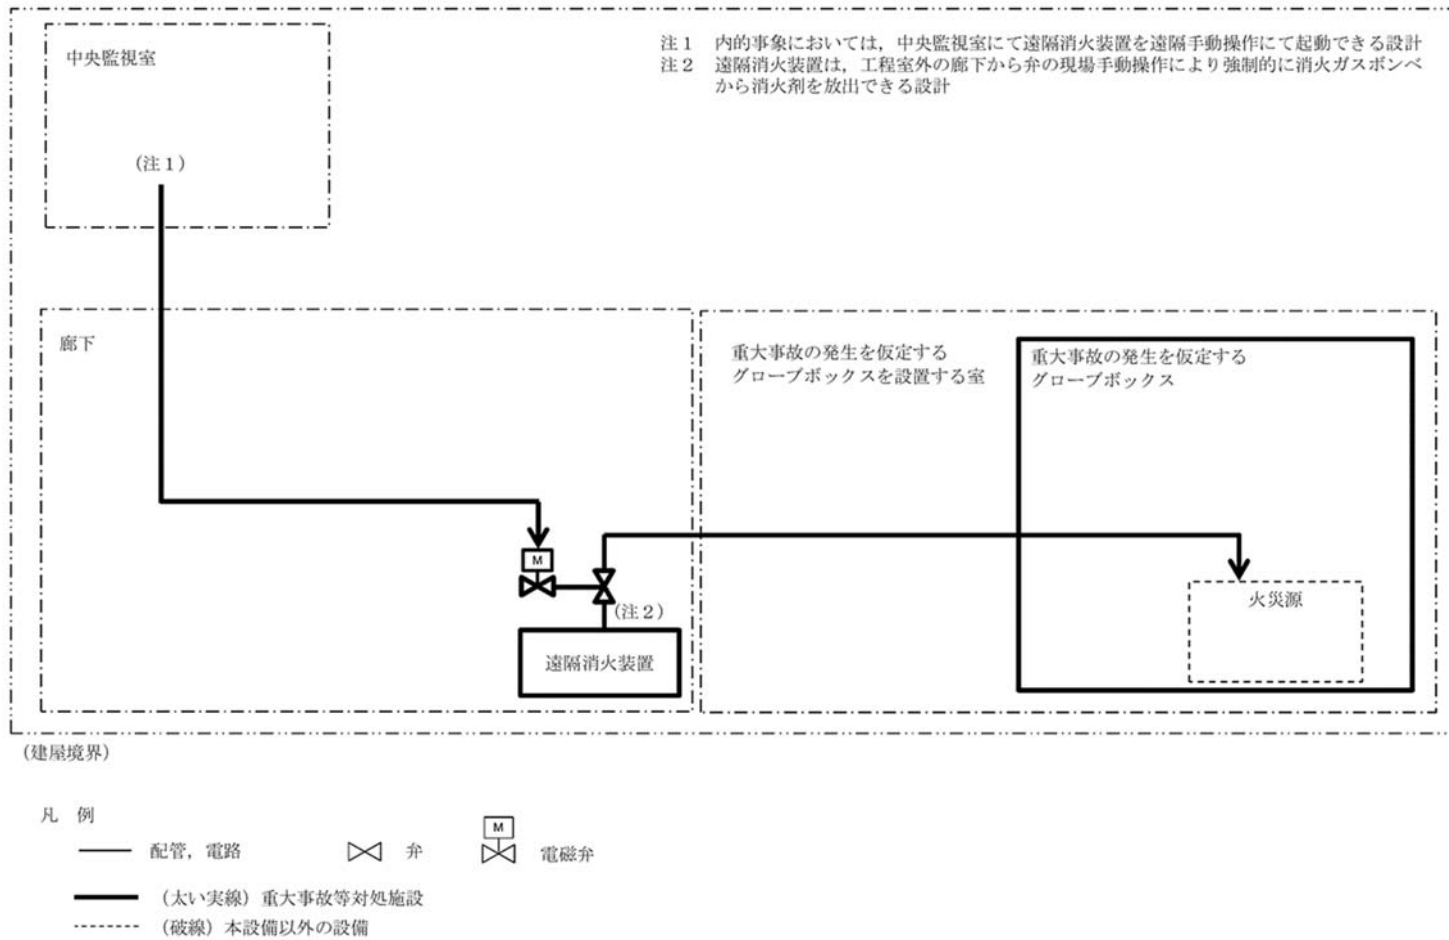 中央監視室
注１　内的事象においては，中央監視室にて遠隔消火装置を遠隔手動操作にて起動できる設計
注２　遠隔消火装置は，工程室外の廊下から弁の現場手動操作により強制的に消火ガスボンベ
から消火剤を放出できる設計
（注１）
廊下
重大事故の発生を仮定する
グローブボックスを設置する室
重大事故の発生を仮定する
グローブボックス
M
（注２）
火災源
遠隔消火装置
（建屋境界）
凡　例
配管，電路
弁
M
電磁弁
（太い実線）重大事故等対処施設
（破線）本設備以外の設備